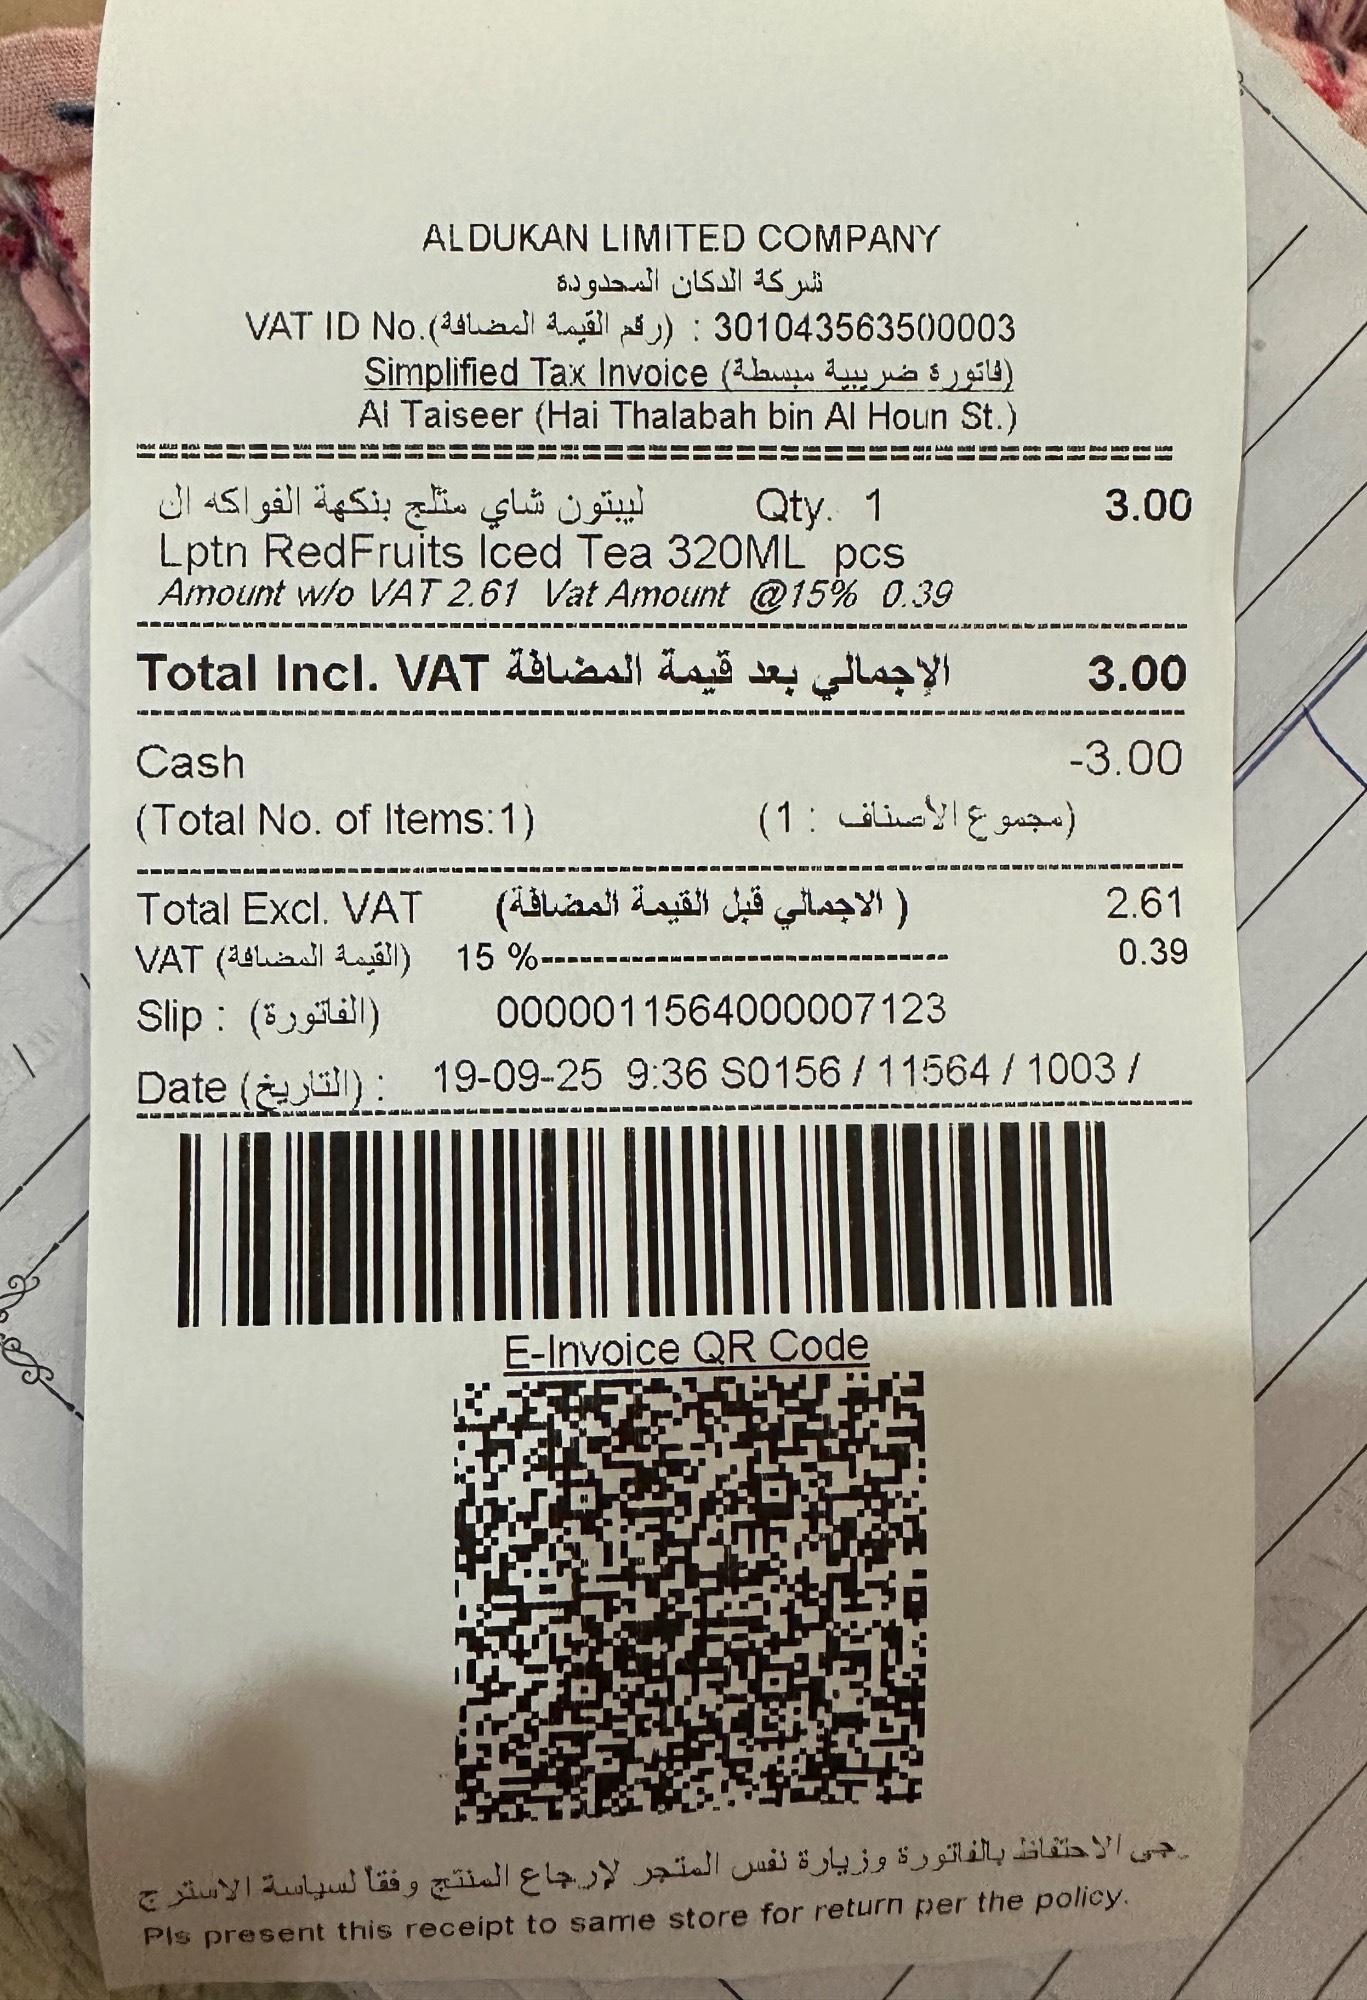 ALDUKAN LIMITED COMPANY
شركة الدكان المحدودة
VAT ID No.(رقم القيمة المضافة) : 301043563500003
Simplified Tax Invoice (فاتورة ضريبية مبسطة)
Al Taiseer (Hai Thalabah bin Al Houn St.)
ليبتون شاي مثلج بنكهة الفواكه ال Qty. 1 3.00
Lptn RedFruits Iced Tea 320ML pcs
Amount w/o VAT 2.61 Vat Amount @15% 0.39
Total Incl. VAT الإجمالي بعد قيمة المضافة 3.00
Cash -3.00
(Total No. of Items:1) (مجموع الأصناف : 1)
Total Excl. VAT (الاجمالي قبل القيمة المضافة ) 2.61
VAT (القيمة المضافة) 15 %-------------------------------- 0.39
Slip : (الفاتورة) 0000011564000007123
Date (التاريخ) : 19-09-25 9:36 S0156 / 11564 / 1003 /
E-Invoice QR Code
جى الاحتفاظ بالفاتورة وزيارة نفس المتجر لإرجاع المنتج وفقاً لسياسة الاسترج
Pls present this receipt to same store for return per the policy.